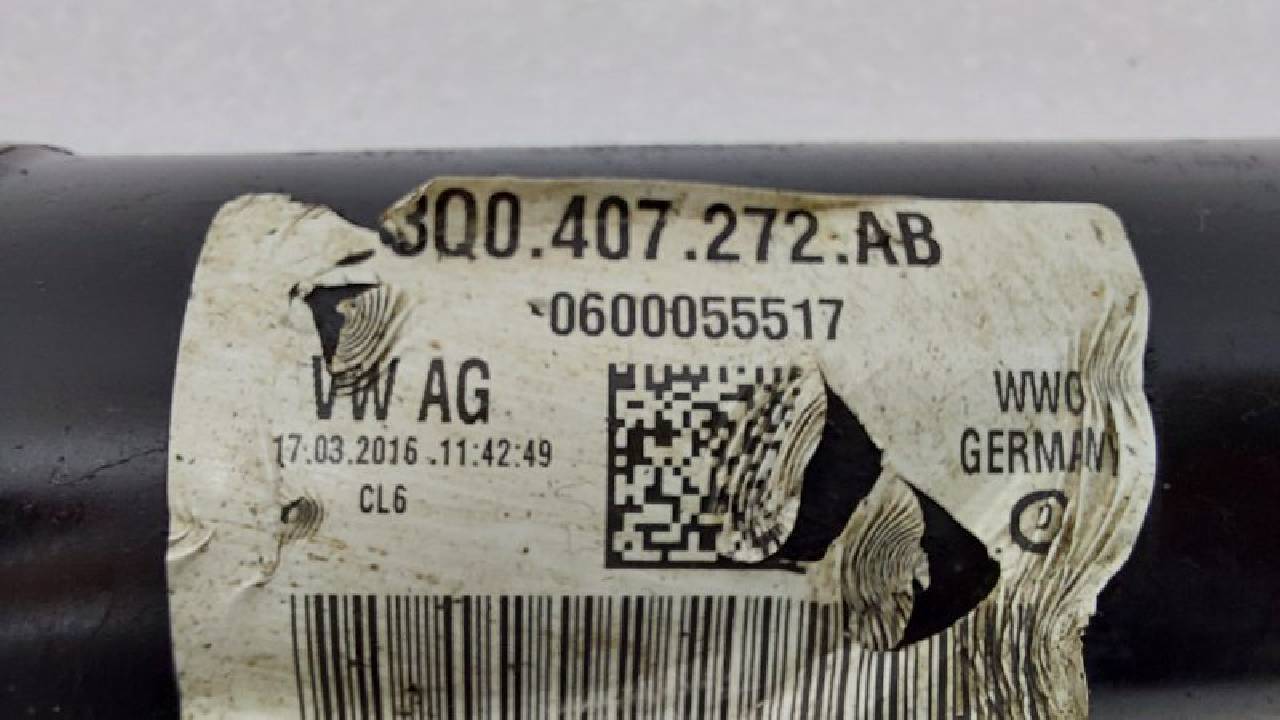 3Q0.407.272.AB
0600055517
VW AG
17.03.2016 .11:42:49
CL6
WWG
GERMANY